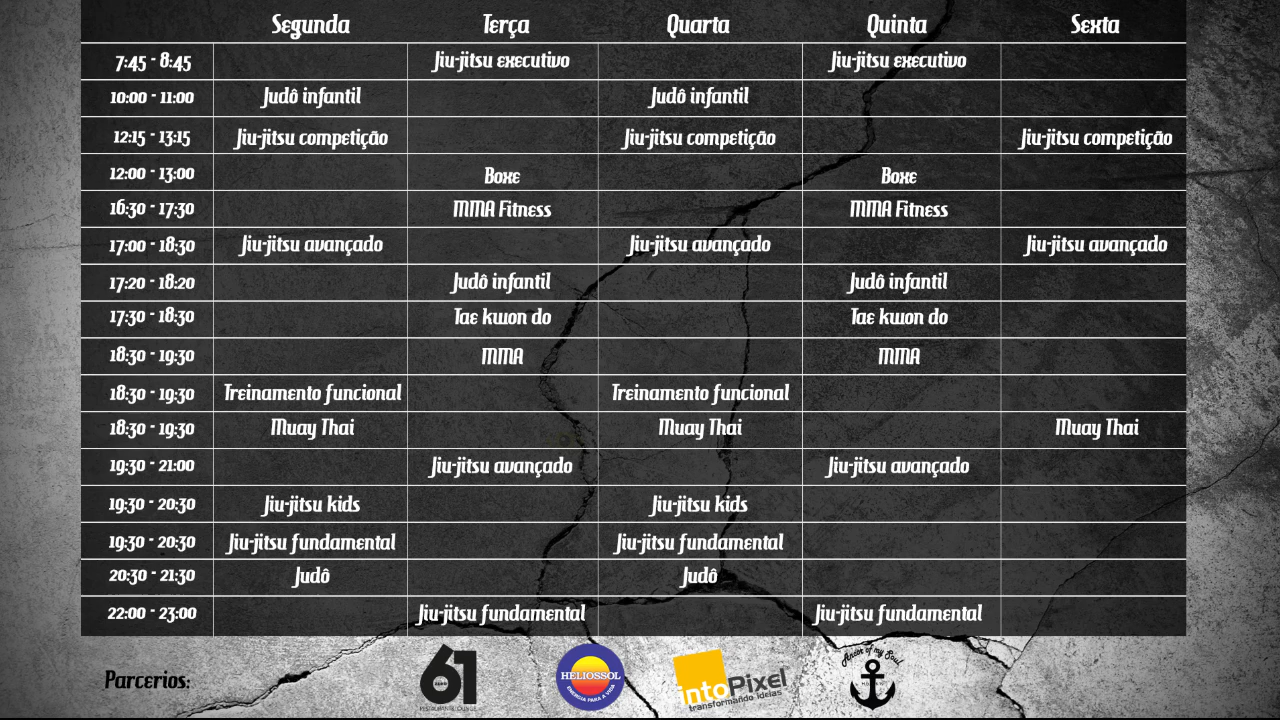 Segunda Terça Quarta Quinta Sexta
7:45 - 8:45 Jiu-jitsu executivo Jiu-jitsu executivo
10:00 - 11:00 Judô infantil Judô infantil
12:15 - 13:15 Jiu-jitsu competição Jiu-jitsu competição Jiu-jitsu competição
12:00 - 13:00 Boxe Boxe
16:30 - 17:30 MMA Fitness MMA Fitness
17:00 - 18:30 Jiu-jitsu avançado Jiu-jitsu avançado Jiu-jitsu avançado
17:20 - 18:20 Judô infantil Judô infantil
17:30 - 18:30 Tae kwon do Tae kwon do
18:30 - 19:30 MMA MMA
18:30 - 19:30 Treinamento funcional Treinamento funcional
18:30 - 19:30 Muay Thai Muay Thai Muay Thai
19:30 - 21:00 Jiu-jitsu avançado Jiu-jitsu avançado
19:30 - 20:30 Jiu-jitsu kids Jiu-jitsu kids
19:30 - 20:30 Jiu-jitsu fundamental Jiu-jitsu fundamental
20:30 - 21:30 Judô Judô
22:00 - 23:00 Jiu-jitsu fundamental Jiu-jitsu fundamental
Parcerios:
61
HELIOSSOL
ENERGIA PARA A VIDA
intoPixel
transformando ideias
Ancor of my Soul